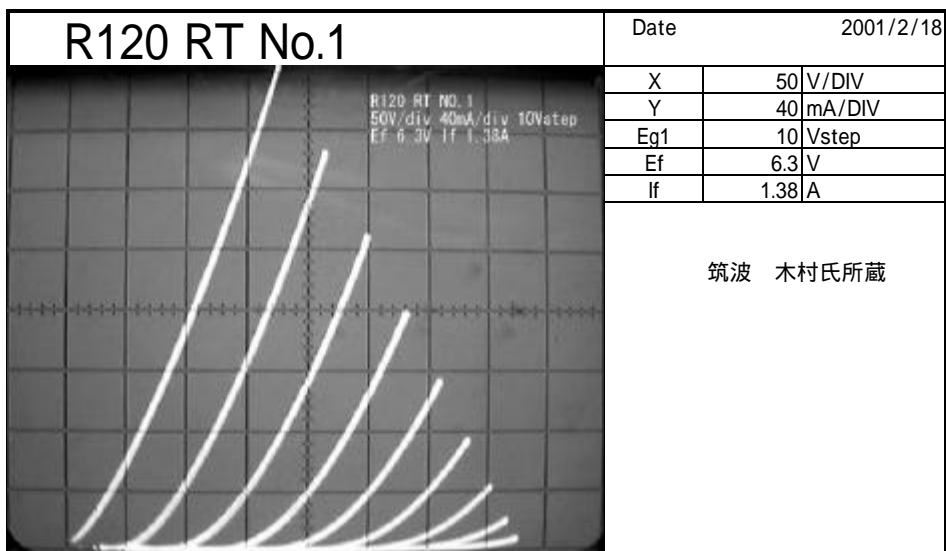 R120 RT No.1
Date 2001/2/18
X 50 V/DIV
Y 40 mA/DIV
Eg1 10 Vstep
Ef 6.3 V
If 1.38 A
R120 RT NO.1
50V/div 40mA/div 10Vstep
Ef 6.3V If 1.38A
筑波 木村氏所蔵